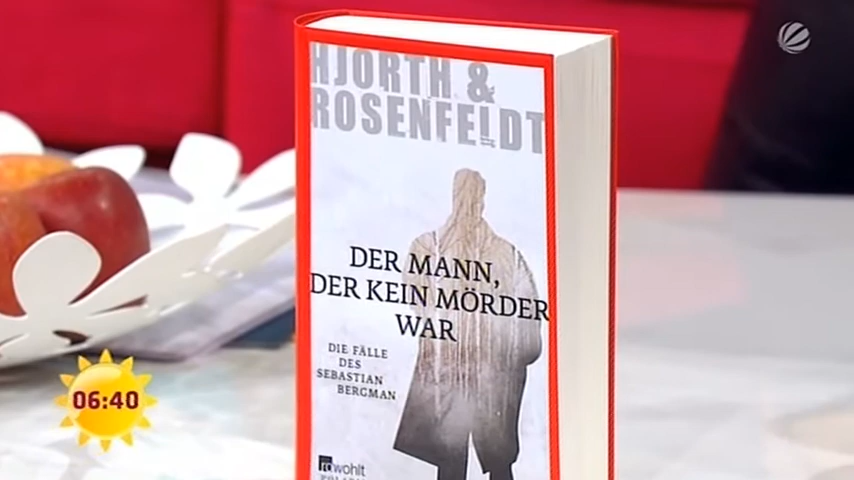 HJORTH &
ROSENFELDT
DER MANN,
DER KEIN MÖRDER
WAR
DIE FÄLLE
DES
SEBASTIAN
BERGMAN
rowohlt
06:40